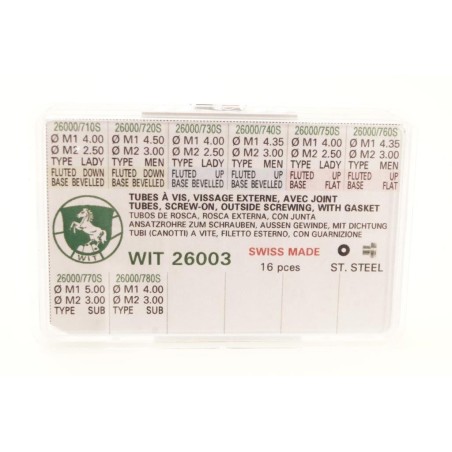 26000/710S
Ø M1 4.00
Ø M2 2.50
TYPE LADY
FLUTED DOWN
BASE BEVELLED
26000/720S
Ø M1 4.50
Ø M2 3.00
TYPE MEN
FLUTED DOWN
BASE BEVELLED
26000/730S
Ø M1 4.00
Ø M2 2.50
TYPE LADY
FLUTED UP
BASE BEVELLED
26000/740S
Ø M1 4.35
Ø M2 3.00
TYPE MEN
FLUTED UP
BASE BEVELLED
26000/750S
Ø M1 4.00
Ø M2 2.50
TYPE LADY
FLUTED UP
BASE FLAT
26000/760S
Ø M1 4.35
Ø M2 3.00
TYPE MEN
FLUTED UP
BASE FLAT
WIT
TUBES À VIS, VISSAGE EXTERNE, AVEC JOINT
TUBES, SCREW-ON, OUTSIDE SCREWING, WITH GASKET
TUBOS DE ROSCA, ROSCA EXTERNA, CON JUNTA
ANSATZROHRE ZUM SCHRAUBEN, AUSSEN GEWINDE, MIT DICHTUNG
TUBI (CANOTTI) A VITE, FILETTO ESTERNO, CON GUARNIZIONE
WIT 26003
SWISS MADE
16 pces
ST. STEEL
26000/770S
Ø M1 5.00
Ø M2 3.00
TYPE SUB
26000/780S
Ø M1 4.00
Ø M2 3.00
TYPE SUB